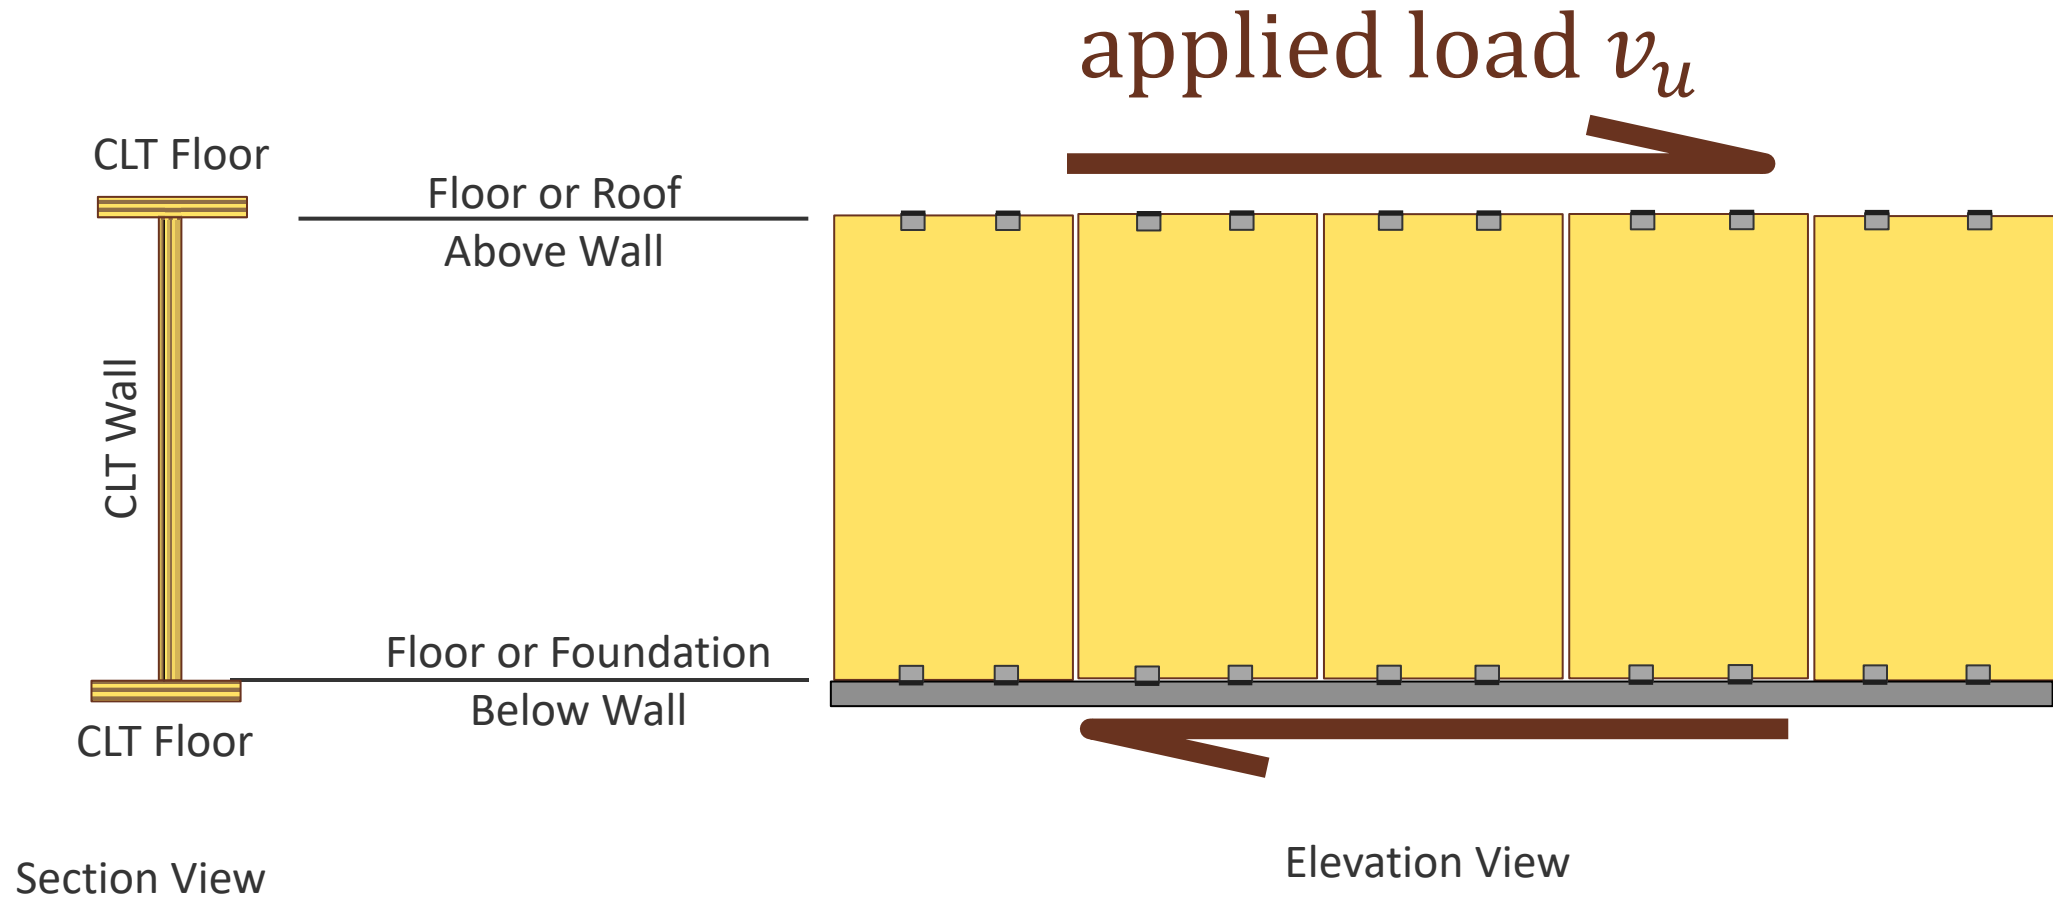 applied load vᵤ
CLT Floor
Floor or Roof
Above Wall
CLT Wall
Floor or Foundation
Below Wall
CLT Floor
Section View
Elevation View